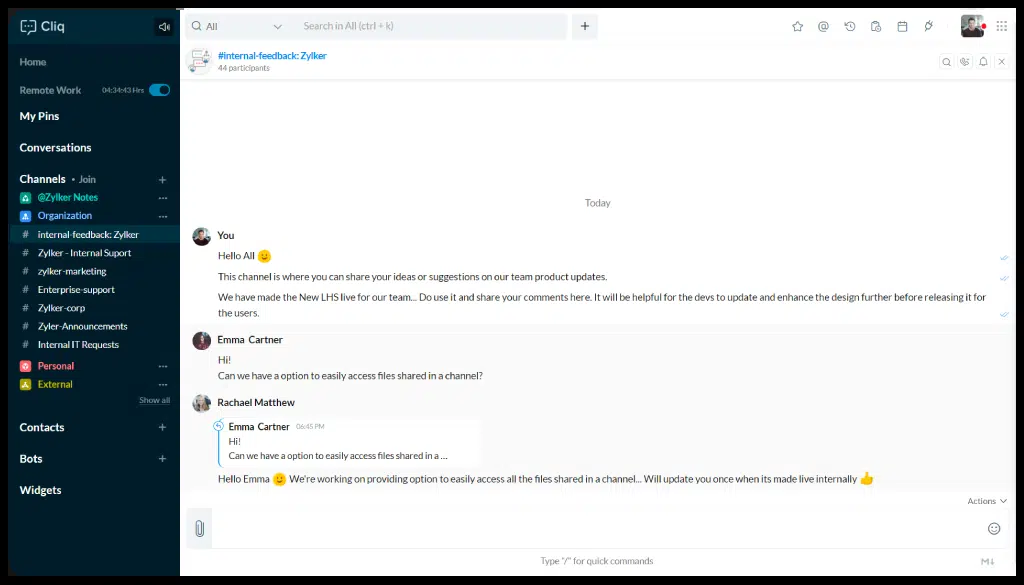 Cliq
All
Search in All (ctrl + k)
+
Home
#internal-feedback: Zylker
44 participants
Remote Work 04:34:43 Hrs
My Pins
Conversations
Channels • Join +
@Zylker Notes ...
Organization ...
# internal-feedback: Zylker
# Zylker - Internal Suport
# zylker-marketing
# Enterprise-support
# Zylker-corp
# Zyler-Announcements
# Internal IT Requests
Personal ...
External ...
Show all
Contacts +
Bots +
Widgets
Today
You
Hello All 🙂
This channel is where you can share your ideas or suggestions on our team product updates.
We have made the New LHS live for our team... Do use it and share your comments here. It will be helpful for the devs to update and enhance the design further before releasing it for
the users.
Emma Cartner
Hi!
Can we have a option to easily access files shared in a channel?
Rachael Matthew
Emma Cartner 06:45 PM
Hi!
Can we have a option to easily access files shared in a ...
Hello Emma 🙂 We're working on providing option to easily access all the files shared in a channel... Will update you once when its made live internally 👍
Actions
Type "/" for quick commands
M↓